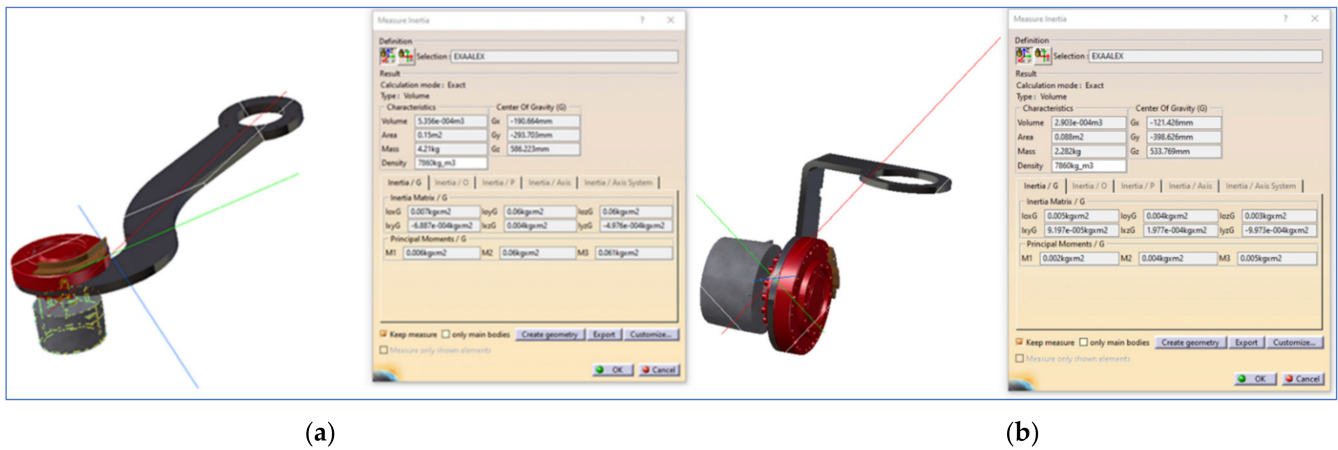 Measure Inertia ? ×
Definition
Selection : EXAALEX
Result
Calculation mode : Exact
Type : Volume
Characteristics Center Of Gravity (G)
Volume 5.356e-004m3 Gx -190.664mm
Area 0.15m2 Gy -293.703mm
Mass 4.21kg Gz 586.223mm
Density 7860kg_m3
Inertia / G Inertia / O Inertia / P Inertia / Axis Inertia / Axis System
Inertia Matrix / G
IoxG 0.007kgxm2 IoyG 0.06kgxm2 IozG 0.06kgxm2
IxyG -6.887e-004kgxm2 IxzG 0.004kgxm2 IyzG -4.976e-004kgxm2
Principal Moments / G
M1 0.006kgxm2 M2 0.06kgxm2 M3 0.061kgxm2
Keep measure only main bodies Create geometry Export Customize...
Measure only shown elements
OK Cancel
Measure Inertia ? ×
Definition
Selection : EXAALEX
Result
Calculation mode : Exact
Type : Volume
Characteristics Center Of Gravity (G)
Volume 2.903e-004m3 Gx -121.426mm
Area 0.088m2 Gy -398.626mm
Mass 2.282kg Gz 533.769mm
Density 7860kg_m3
Inertia / G Inertia / O Inertia / P Inertia / Axis Inertia / Axis System
Inertia Matrix / G
IoxG 0.005kgxm2 IoyG 0.004kgxm2 IozG 0.003kgxm2
IxyG 9.197e-005kgxm2 IxzG 1.977e-004kgxm2 IyzG -9.973e-004kgxm2
Principal Moments / G
M1 0.002kgxm2 M2 0.004kgxm2 M3 0.005kgxm2
Keep measure only main bodies Create geometry Export Customize...
Measure only shown elements
OK Cancel
(a) (b)